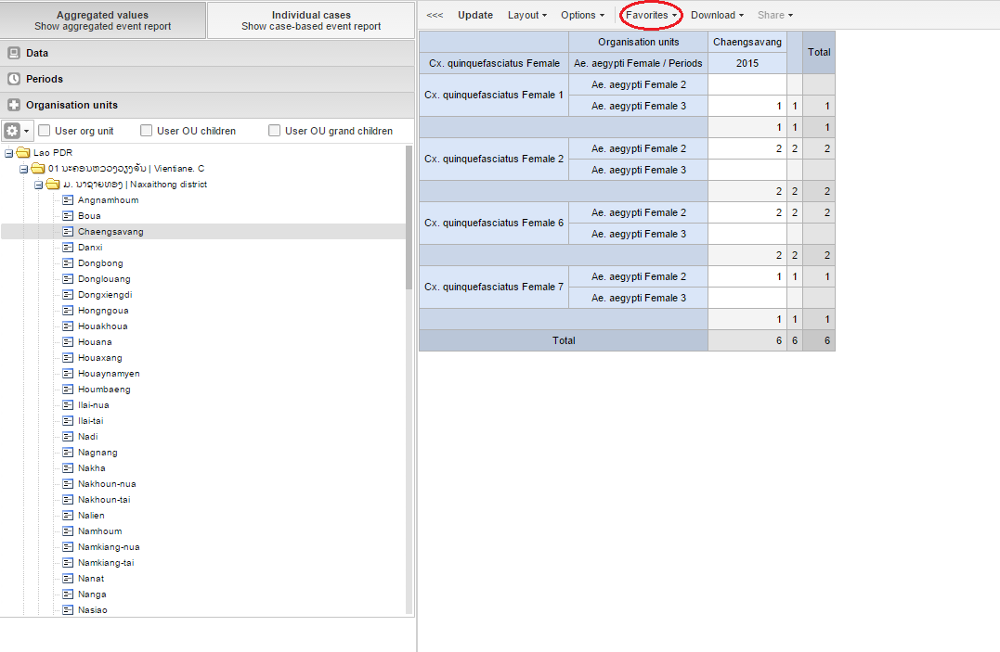 Aggregated values
Show aggregated event report
Individual cases
Show case-based event report
Data
Periods
Organisation units
User org unit User OU children User OU grand children
Lao PDR
01 ນະຄອນຫລວງວຽງຈັນ | Vientiane. C
ມ. ນາຊາຍທອງ | Naxaithong district
Angnamhoum
Boua
Chaengsavang
Danxi
Dongbong
Donglouang
Dongxiengdi
Hongngoua
Houakhoua
Houana
Houaxang
Houaynamyen
Houmbaeng
Ilai-nua
Ilai-tai
Nadi
Nagnang
Nakha
Nakhoun-nua
Nakhoun-tai
Nalien
Namhoum
Namkiang-nua
Namkiang-tai
Nanat
Nanga
Nasiao
<<< Update Layout Options Favorites Download Share
Organisation units Chaengsavang Total
Cx. quinquefasciatus Female Ae. aegypti Female / Periods 2015
Cx. quinquefasciatus Female 1
Ae. aegypti Female 2
Ae. aegypti Female 3 1 1 1
1 1 1
Cx. quinquefasciatus Female 2
Ae. aegypti Female 2 2 2 2
Ae. aegypti Female 3
2 2 2
Cx. quinquefasciatus Female 6
Ae. aegypti Female 2 2 2 2
Ae. aegypti Female 3
2 2 2
Cx. quinquefasciatus Female 7
Ae. aegypti Female 2 1 1 1
Ae. aegypti Female 3
1 1 1
Total 6 6 6